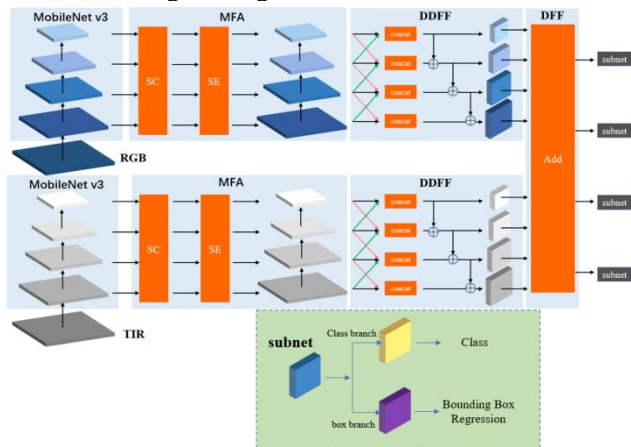 MobileNet v3
MFA
DDFF
DFF
SC
SE
concat
concat
concat
concat
RGB
Add
subnet
subnet
subnet
subnet
MobileNet v3
MFA
DDFF
SC
SE
concat
concat
concat
concat
TIR
subnet
Class branch
Class
box branch
Bounding Box
Regression